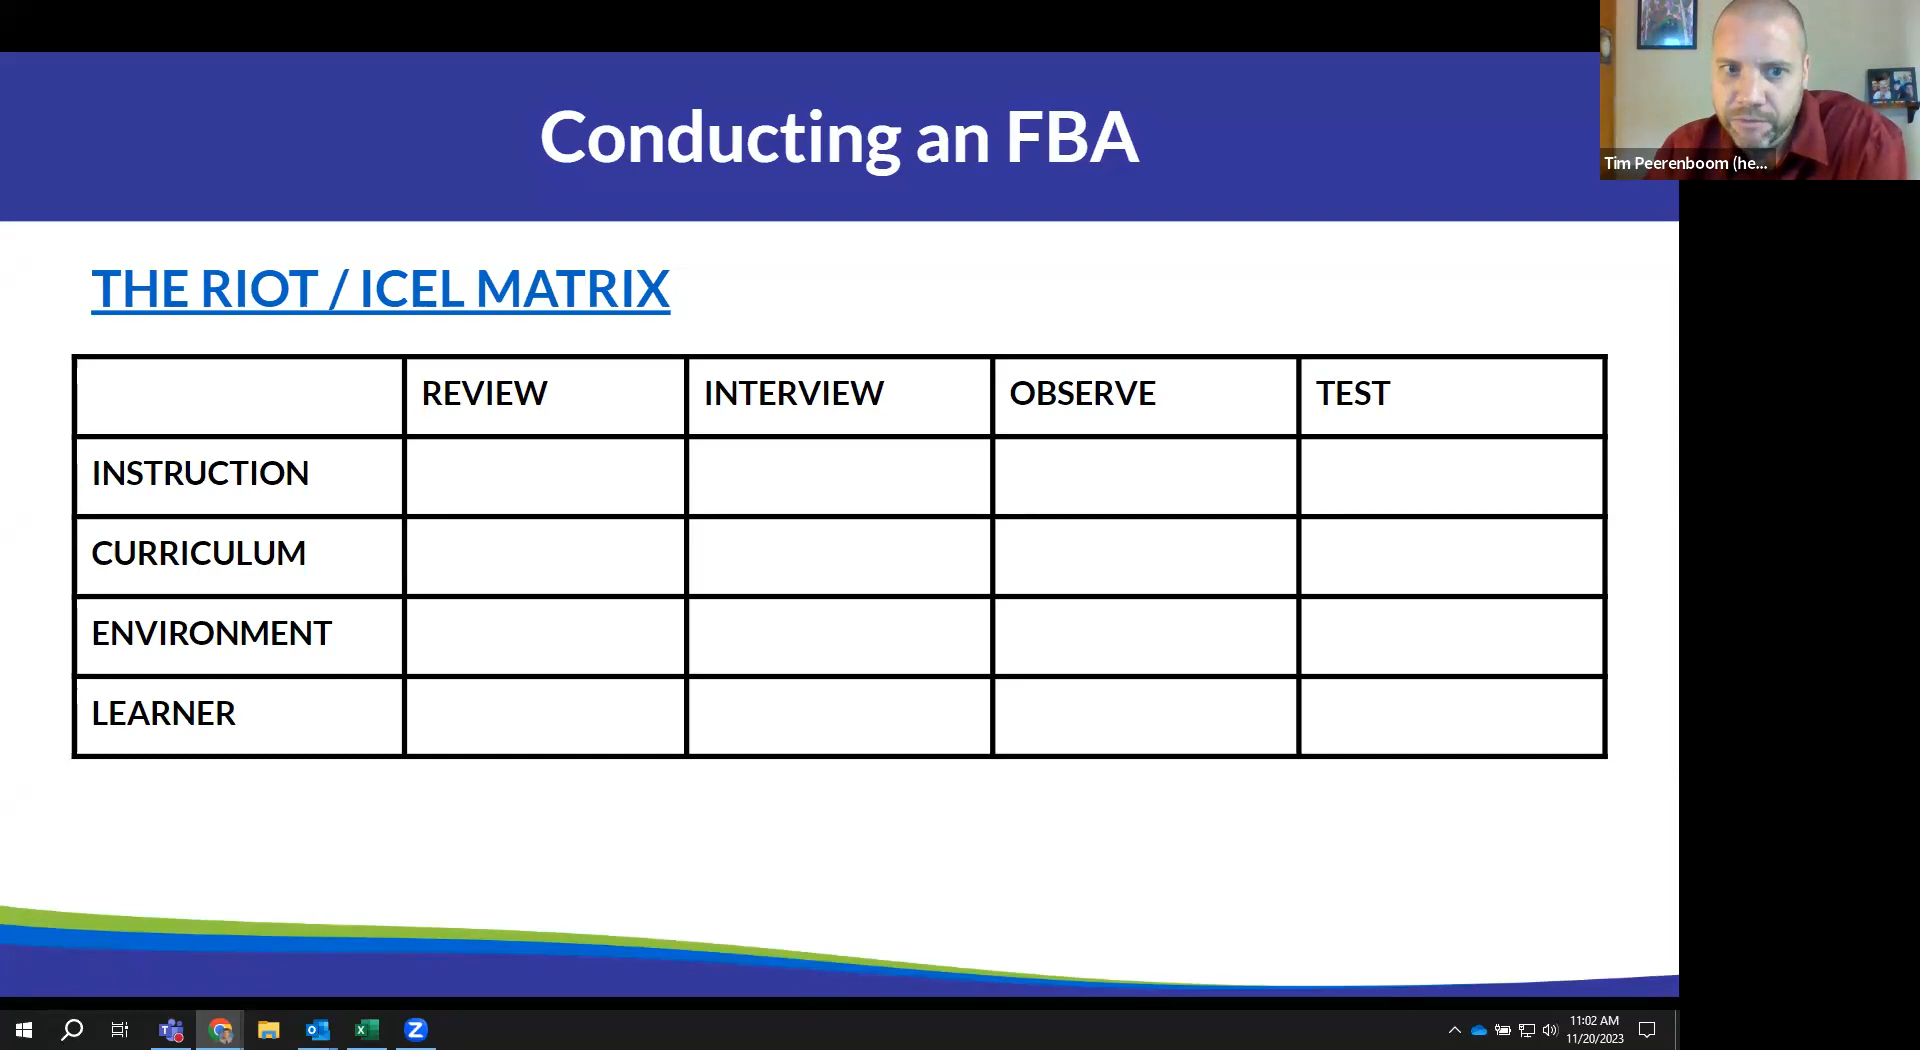 Conducting an FBA
Tim Peerenboom (he...
THE RIOT / ICEL MATRIX
REVIEW INTERVIEW OBSERVE TEST
INSTRUCTION
CURRICULUM
ENVIRONMENT
LEARNER
11:02 AM
11/20/2023